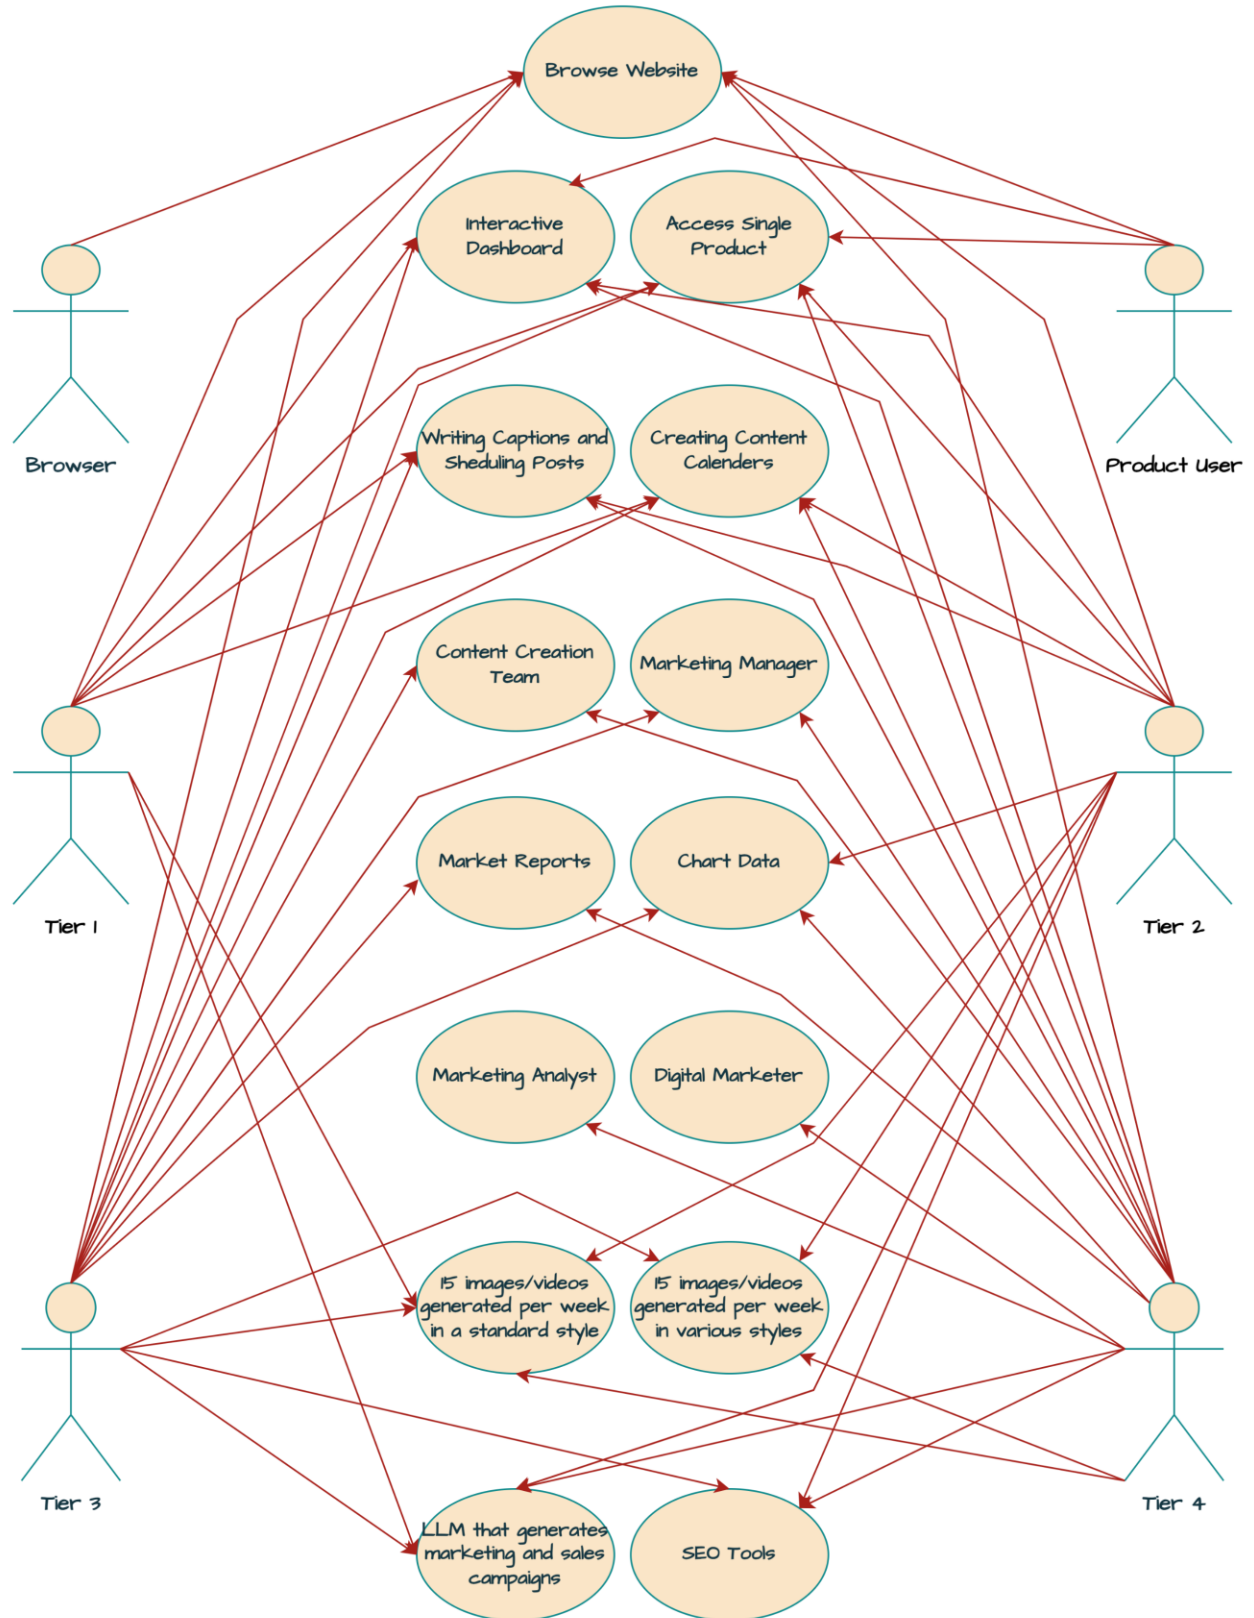 Browse Website
Interactive
Dashboard
Access Single
Product
Browser
Product User
Writing Captions and
Sheduling Posts
Creating Content
Calenders
Content Creation
Team
Marketing Manager
Market Reports
Chart Data
Tier 1
Tier 2
Marketing Analyst
Digital Marketer
15 images/videos
generated per week
in a standard style
15 images/videos
generated per week
in various styles
Tier 3
Tier 4
LLM that generates
marketing and sales
campaigns
SEO Tools